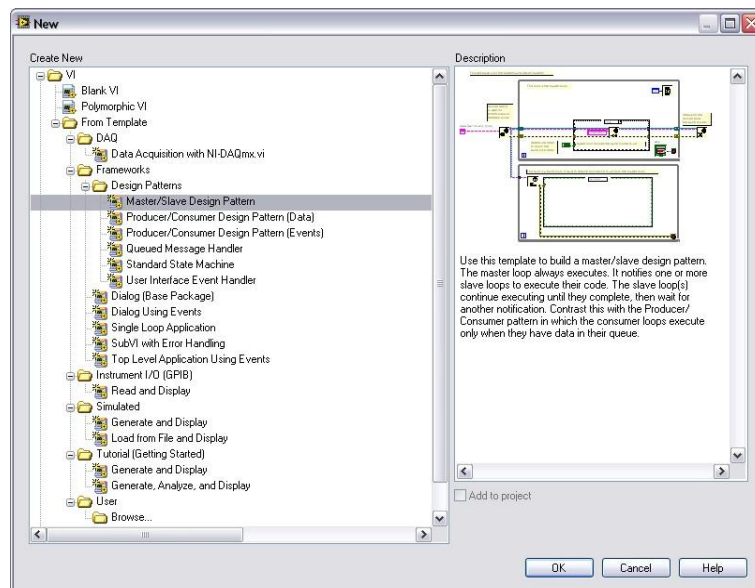 New
Create New
VI
Blank VI
Polymorphic VI
From Template
DAQ
Data Acquisition with NI-DAQmx.vi
Frameworks
Design Patterns
Master/Slave Design Pattern
Producer/Consumer Design Pattern (Data)
Producer/Consumer Design Pattern (Events)
Queued Message Handler
Standard State Machine
User Interface Event Handler
Dialog (Base Package)
Dialog Using Events
Single Loop Application
SubVI with Error Handling
Top Level Application Using Events
Instrument I/O (GPIB)
Read and Display
Simulated
Generate and Display
Load from File and Display
Tutorial (Getting Started)
Generate and Display
Generate, Analyze, and Display
User
Browse...
Description
Use this template to build a master/slave design pattern.
The master loop always executes. It notifies one or more
slave loops to execute their code. The slave loop(s)
continue executing until they complete, then wait for
another notification. Contrast this with the Producer/
Consumer pattern in which the consumer loops execute
only when they have data in their queue.
Add to project
OK
Cancel
Help